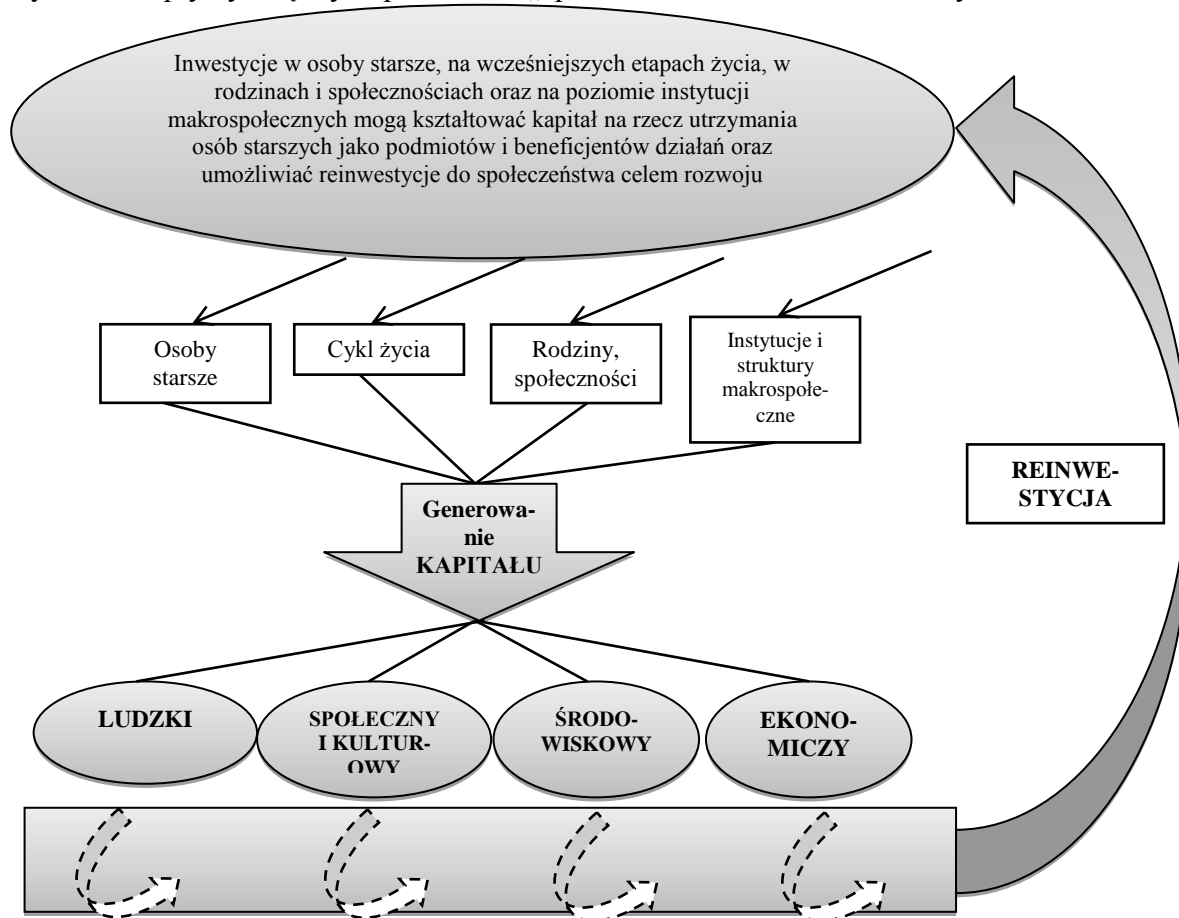 Inwestycje w osoby starsze, na wcześniejszych etapach życia, w
rodzinach i społecznościach oraz na poziomie instytucji
makrospołecznych mogą kształtować kapitał na rzecz utrzymania
osób starszych jako podmiotów i beneficjentów działań oraz
umożliwiać reinwestycje do społeczeństwa celem rozwoju
Osoby
starsze
Cykl życia
Rodziny,
społeczności
Instytucje i
struktury
makrospołe-
czne
REINWE-
STYCJA
Generowa-
nie
KAPITAŁU
LUDZKI
SPOŁECZNY
I KULTUR-
OWY
ŚRODO-
WISKOWY
EKONO-
MICZY